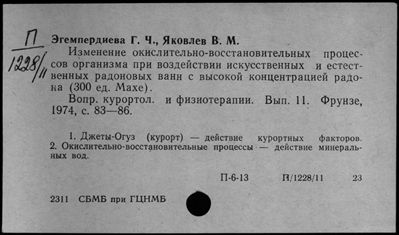 П
1228/11
Эгемпердиева Г. Ч., Яковлев В. М.
Изменение окислительно-восстановительных процес-
сов организма при воздействии искусственных и естест-
венных радоновых ванн с высокой концентрацией радо-
на (300 ед. Махе).
Вопр. курортол. и физиотерапии. Вып. 11. Фрунзе,
1974, с. 83—86.
1. Джеты-Огуз (курорт) — действие курортных факторов.
2. Окислительно-восстановительные процессы — действие минераль-
ных вод.
П-6-13 П/1228/11 23
2311 СБМБ при ГЦНМБ